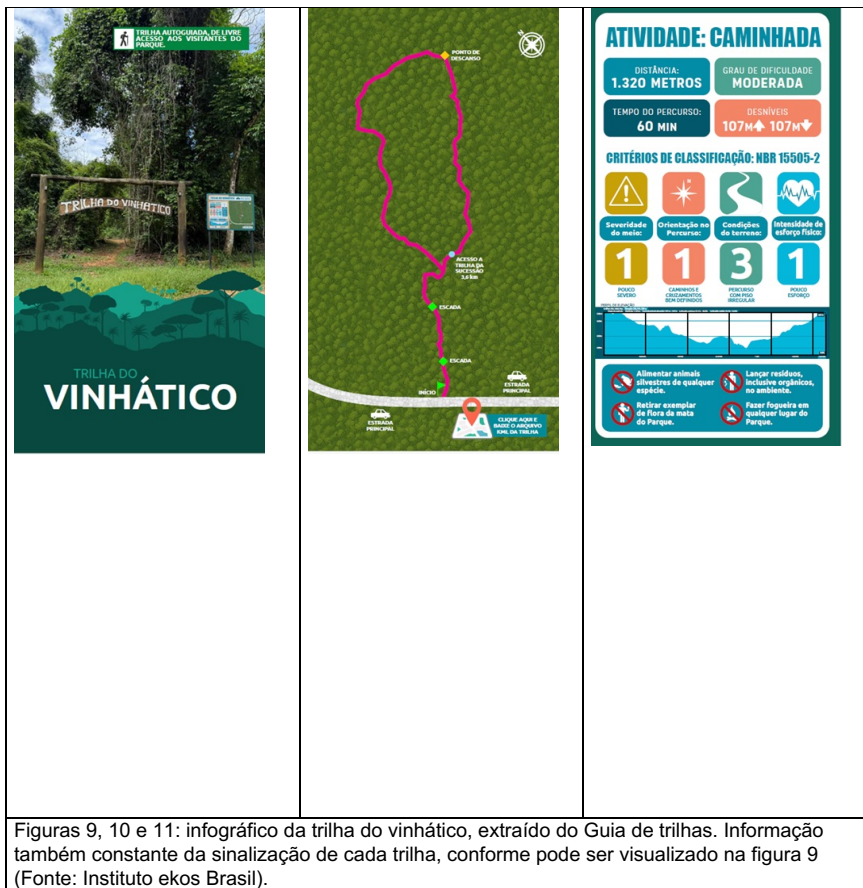 TRILHA AUTOGUIADA, DE LIVRE
ACESSO AOS VISITANTES DO
PARQUE.
TRILHA DO VINHÁTICO
TRILHA DO
VINHÁTICO
PONTO DE
DESCANSO
ACESSO A
TRILHA DA
SUCESSÃO
3,6 km
ESCADA
ESCADA
INÍCIO
ESTRADA
PRINCIPAL
ESTRADA
PRINCIPAL
CLIQUE AQUI E
BAIXE O ARQUIVO
KML DA TRILHA
ATIVIDADE: CAMINHADA
DISTÂNCIA:
1.320 METROS
GRAU DE DIFICULDADE
MODERADA
TEMPO DO PERCURSO:
60 MIN
DESNÍVEIS
107M 107M
CRITÉRIOS DE CLASSIFICAÇÃO: NBR 15505-2
Severidade
do meio:
Orientação no
Percurso:
Condições
do terreno:
Intensidade de
esforço físico:
1
1
3
1
POUCO
SEVERO
CAMINHOS E
CRUZAMENTOS
BEM DEFINIDOS
PERCURSO
COM PISO
IRREGULAR
POUCO
ESFORÇO
Alimentar animais
silvestres de qualquer
espécie.
Lançar resíduos,
inclusive orgânicos,
no ambiente.
Retirar exemplar
de flora da mata
do Parque.
Fazer fogueira em
qualquer lugar do
Parque.
Figuras 9, 10 e 11: infográfico da trilha do vinhático, extraído do Guia de trilhas. Informação
também constante da sinalização de cada trilha, conforme pode ser visualizado na figura 9
(Fonte: Instituto ekos Brasil).